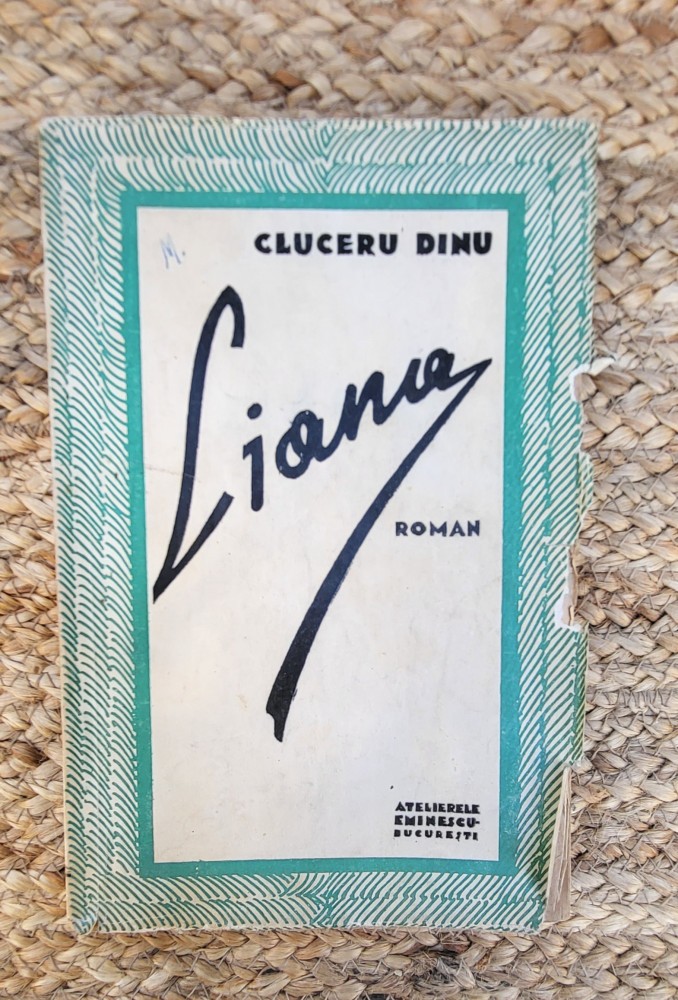 CLUCERU DINU
M.
Liana
ROMAN
ATELIERELE
EMINESCU-
BUCUREȘTI